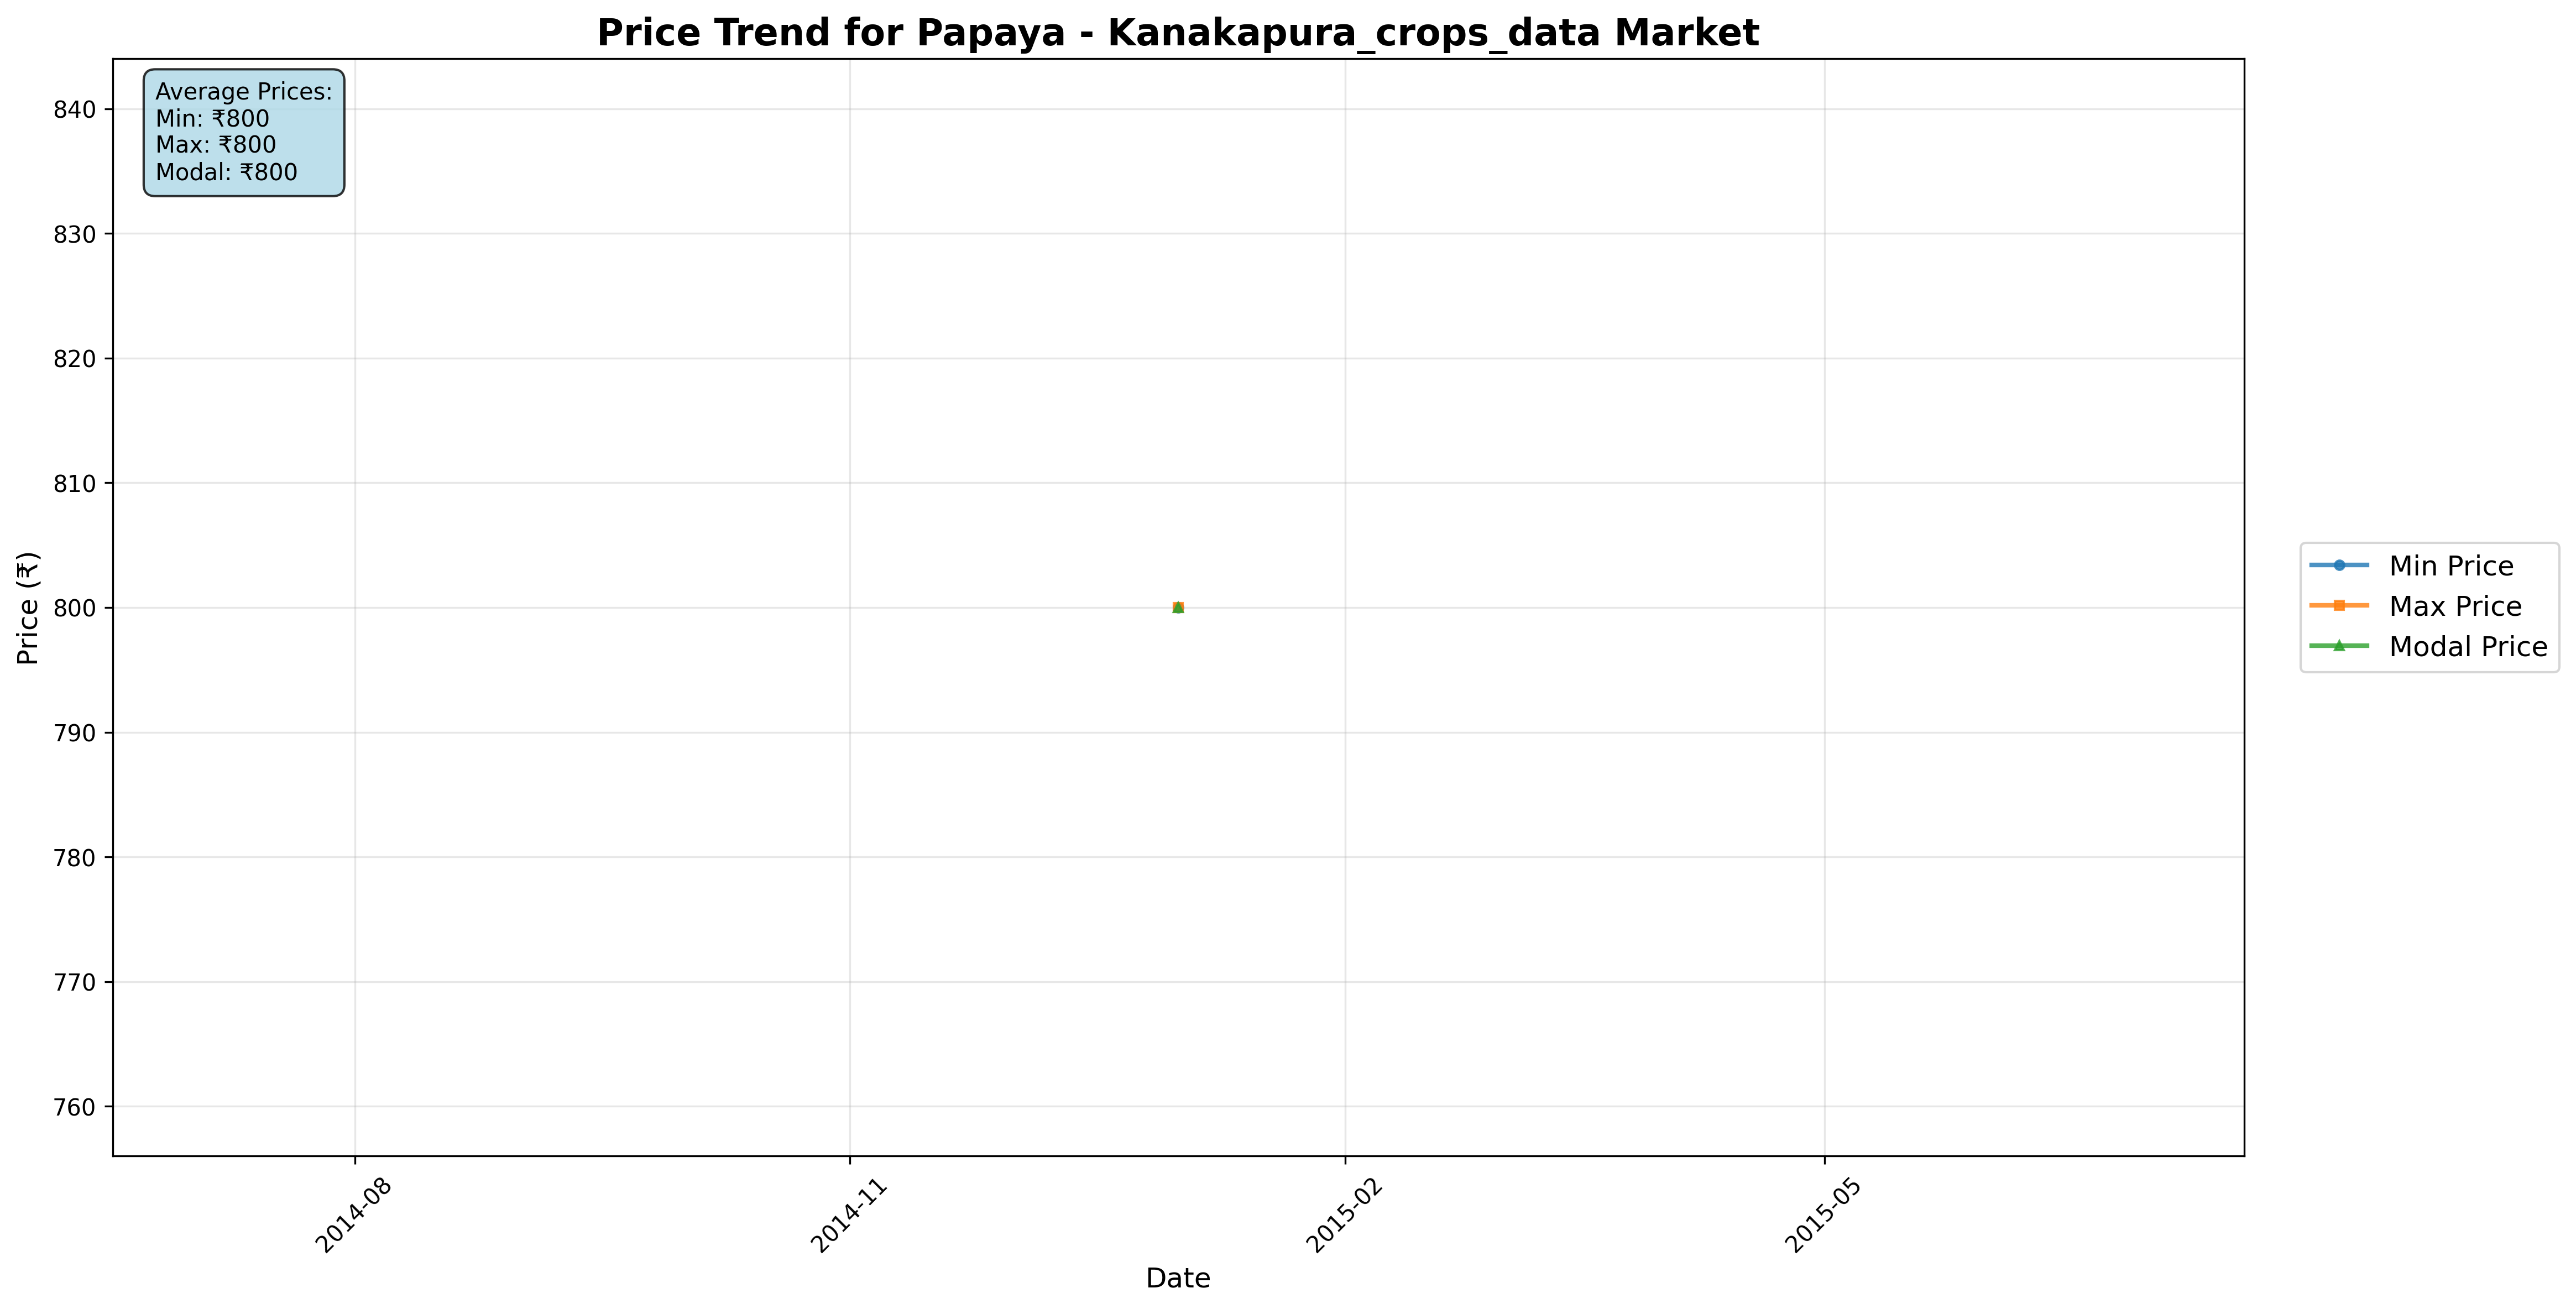 Price Trend for Papaya - Kanakapura_crops_data Market
Average Prices:
Min: ₹800
Max: ₹800
Modal: ₹800
840
830
820
810
800
790
780
770
760
Price (₹)
Min Price
Max Price
Modal Price
2014-08
2014-11
2015-02
2015-05
Date